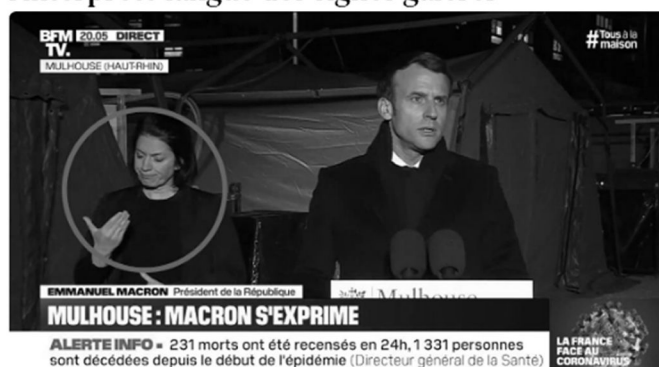 BFM 20.05 DIRECT
TV.
MULHOUSE (HAUT-RHIN)
#Tous à la
maison
EMMANUEL MACRON Président de la République
Mulhouse
MULHOUSE : MACRON S'EXPRIME
ALERTE INFO 231 morts ont été recensés en 24h, 1 331 personnes
sont décédées depuis le début de l'épidémie (Directeur général de la Santé)
LA FRANCE
FACE AU
CORONAVIRUS